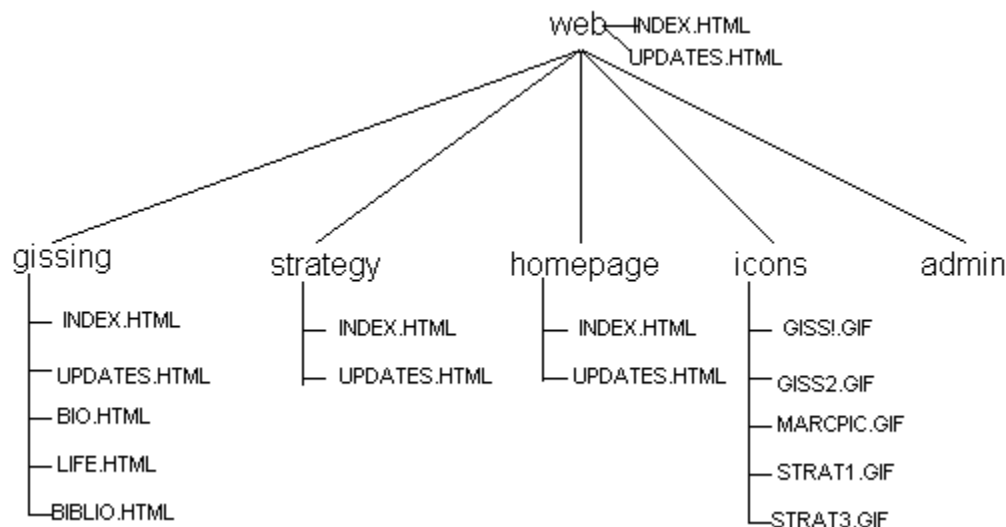 web INDEX.HTML
UPDATES.HTML
gissing strategy homepage icons admin
INDEX.HTML INDEX.HTML INDEX.HTML GISS!.GIF
UPDATES.HTML UPDATES.HTML UPDATES.HTML GISS2.GIF
BIO.HTML MARCPIC.GIF
LIFE.HTML STRAT1.GIF
BIBLIO.HTML STRAT3.GIF